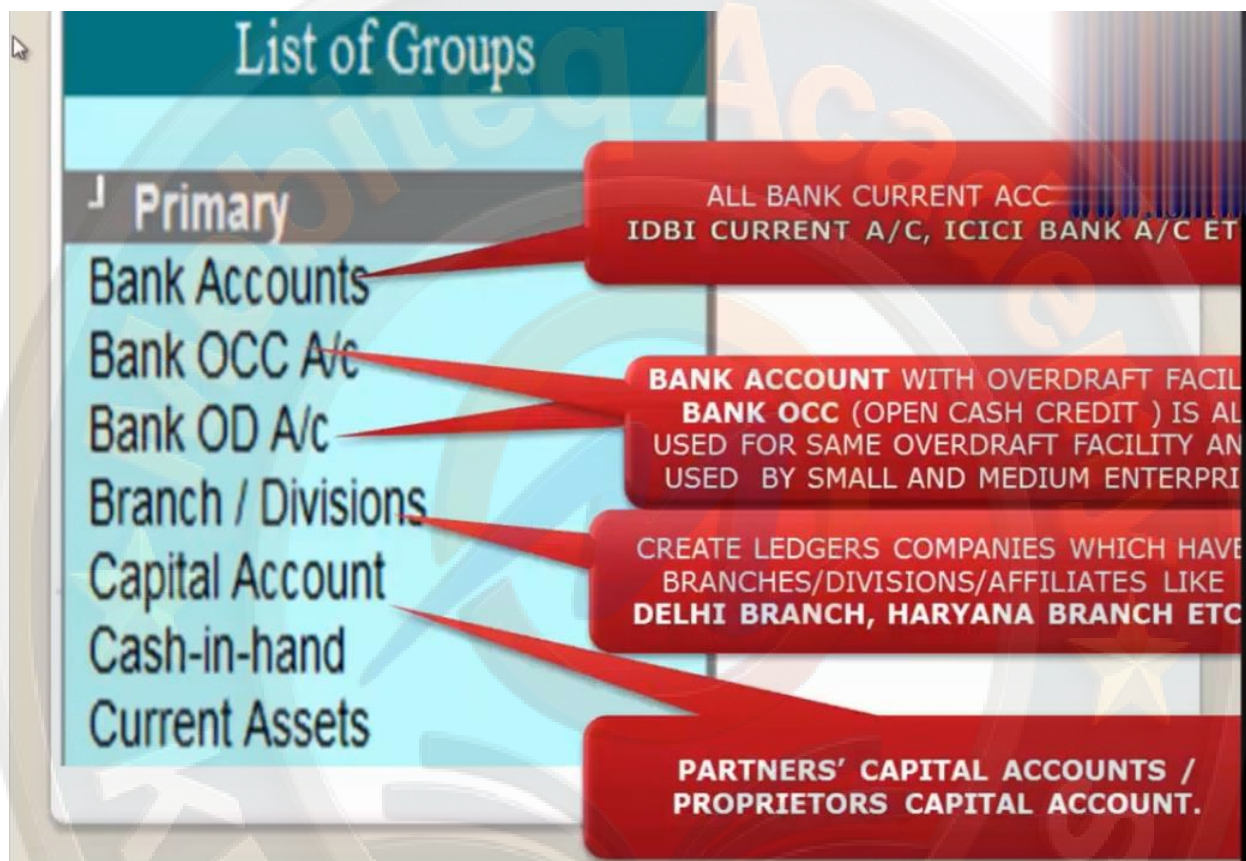 List of Groups
Primary
Bank Accounts
Bank OCC A/c
Bank OD A/c
Branch / Divisions
Capital Account
Cash-in-hand
Current Assets
ALL BANK CURRENT ACC
IDBI CURRENT A/C, ICICI BANK A/C ET
BANK ACCOUNT WITH OVERDRAFT FACIL
BANK OCC (OPEN CASH CREDIT ) IS AL
USED FOR SAME OVERDRAFT FACILITY AN
USED BY SMALL AND MEDIUM ENTERPRI
CREATE LEDGERS COMPANIES WHICH HAVE
BRANCHES/DIVISIONS/AFFILIATES LIKE
DELHI BRANCH, HARYANA BRANCH ETC
PARTNERS’ CAPITAL ACCOUNTS /
PROPRIETORS CAPITAL ACCOUNT.